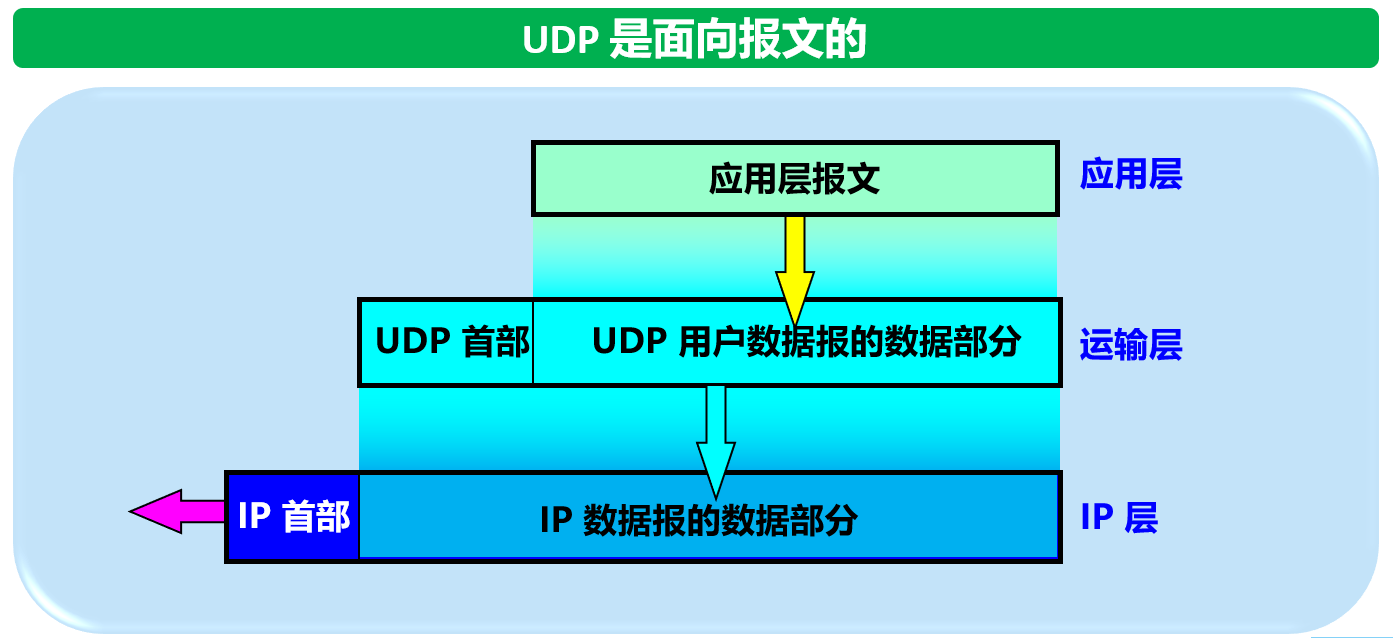 UDP 是面向报文的
应用层报文
应用层
UDP 首部
UDP 用户数据报的数据部分
运输层
IP 首部
IP 数据报的数据部分
IP 层